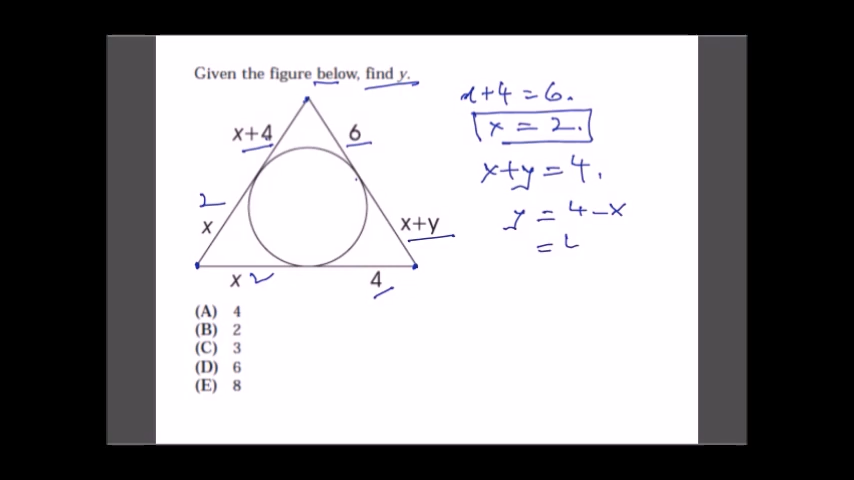 Given the figure below, find y.
x+4 = 6.
x+4
6
x = 2.
x+y = 4.
2
x
x+y
y = 4-x
= 4
x 2
4
(A) 4
(B) 2
(C) 3
(D) 6
(E) 8